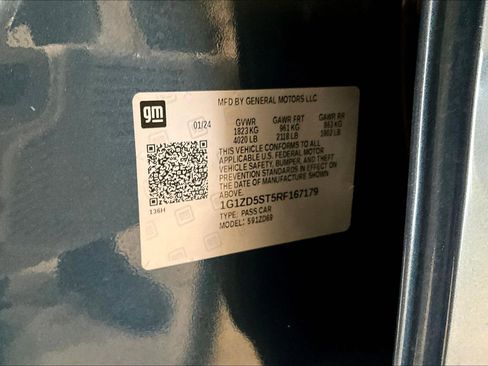 MFD BY GENERAL MOTORS LLC
gm
01/24 GVWR GAWR FRT GAWR RR
1823 KG 961 KG 863 KG
4020 LB 2118 LB 1902 LB
THIS VEHICLE CONFORMS TO ALL
APPLICABLE U.S. FEDERAL MOTOR
VEHICLE SAFETY, BUMPER, AND THEFT
PREVENTION STANDARDS IN EFFECT ON
THE DATE OF MANUFACTURE SHOWN
ABOVE.
1G1ZD5ST5RF167179
136H
TYPE: PASS CAR
MODEL: 591ZD69